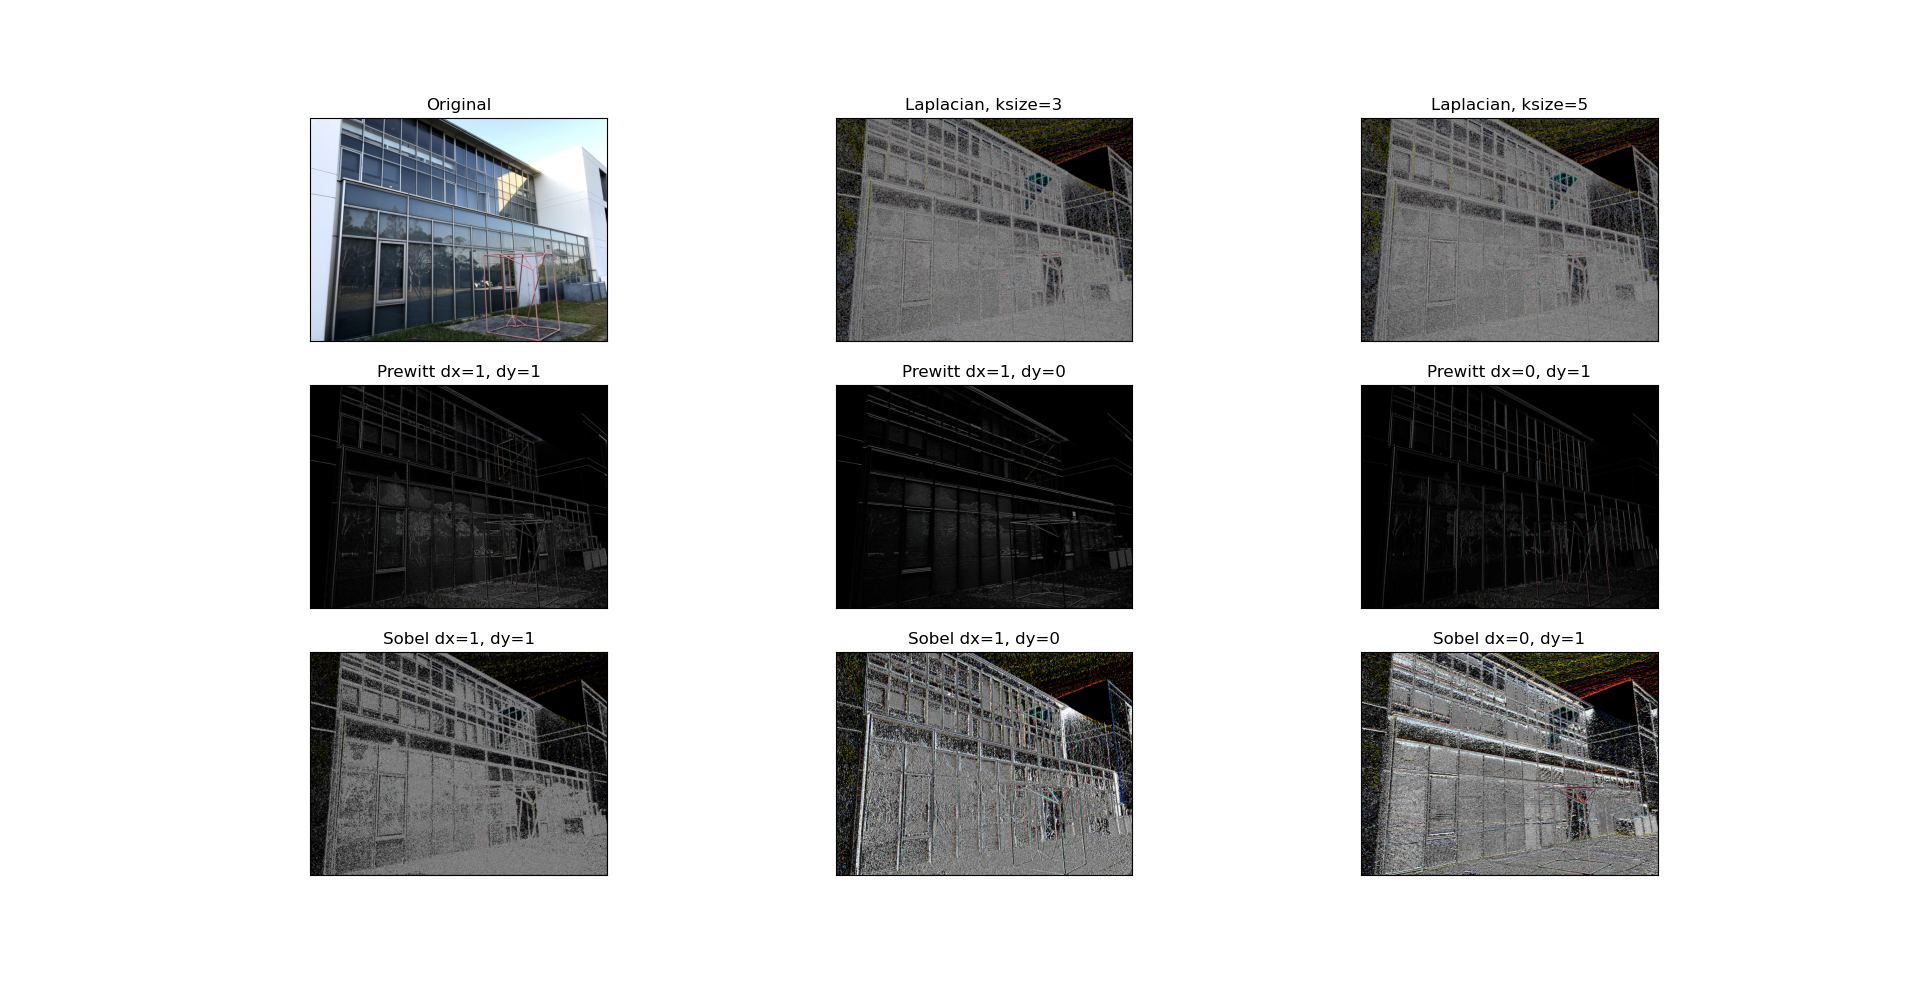 Original
Laplacian, ksize=3
Laplacian, ksize=5
Prewitt dx=1, dy=1
Prewitt dx=1, dy=0
Prewitt dx=0, dy=1
Sobel dx=1, dy=1
Sobel dx=1, dy=0
Sobel dx=0, dy=1